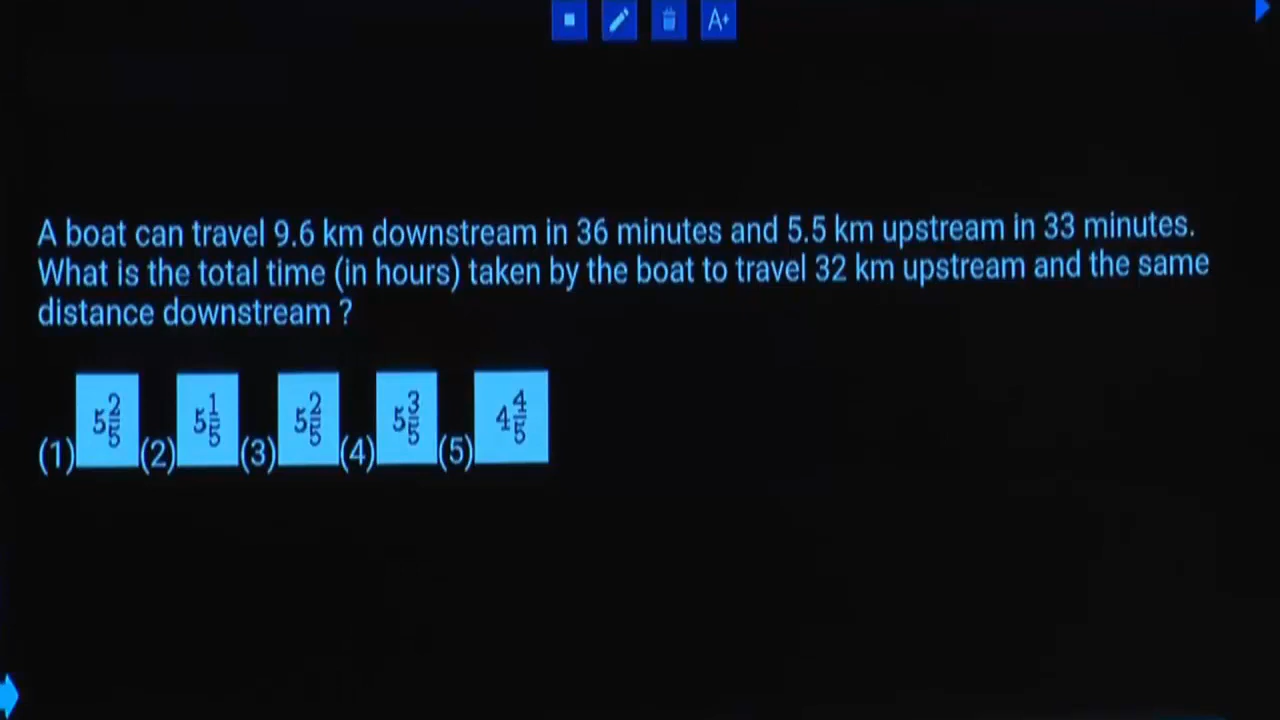 A+
A boat can travel 9.6 km downstream in 36 minutes and 5.5 km upstream in 33 minutes.
What is the total time (in hours) taken by the boat to travel 32 km upstream and the same
distance downstream ?
(1) 5 2/5 (2) 5 1/5 (3) 5 2/5 (4) 5 3/5 (5) 4 4/5